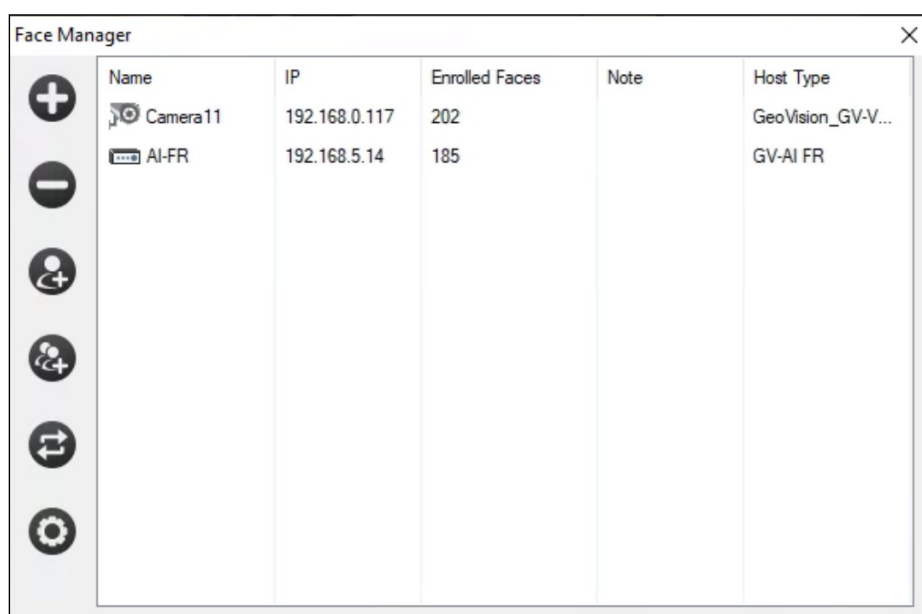 Face Manager
Name IP Enrolled Faces Note Host Type
Camera11 192.168.0.117 202 GeoVision_GV-V...
AI-FR 192.168.5.14 185 GV-AI FR